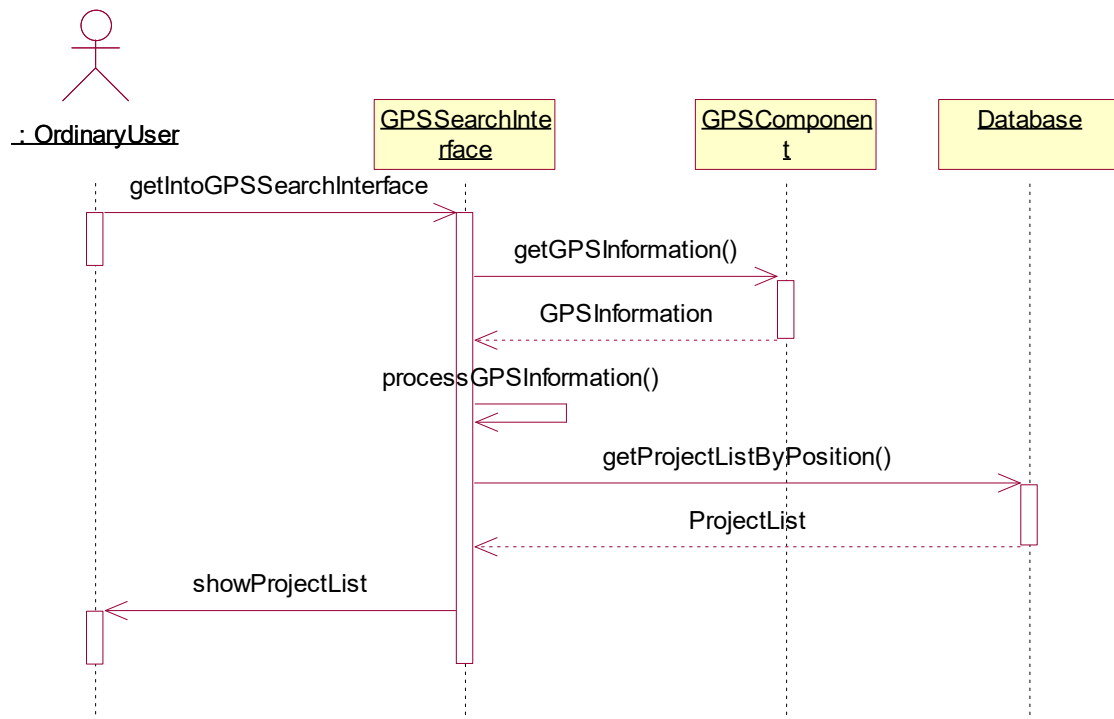 : OrdinaryUser
GPSSearchInte
rface
GPSComponen
t
Database
getIntoGPSSearchInterface
getGPSInformation()
GPSInformation
processGPSInformation()
getProjectListByPosition()
ProjectList
showProjectList